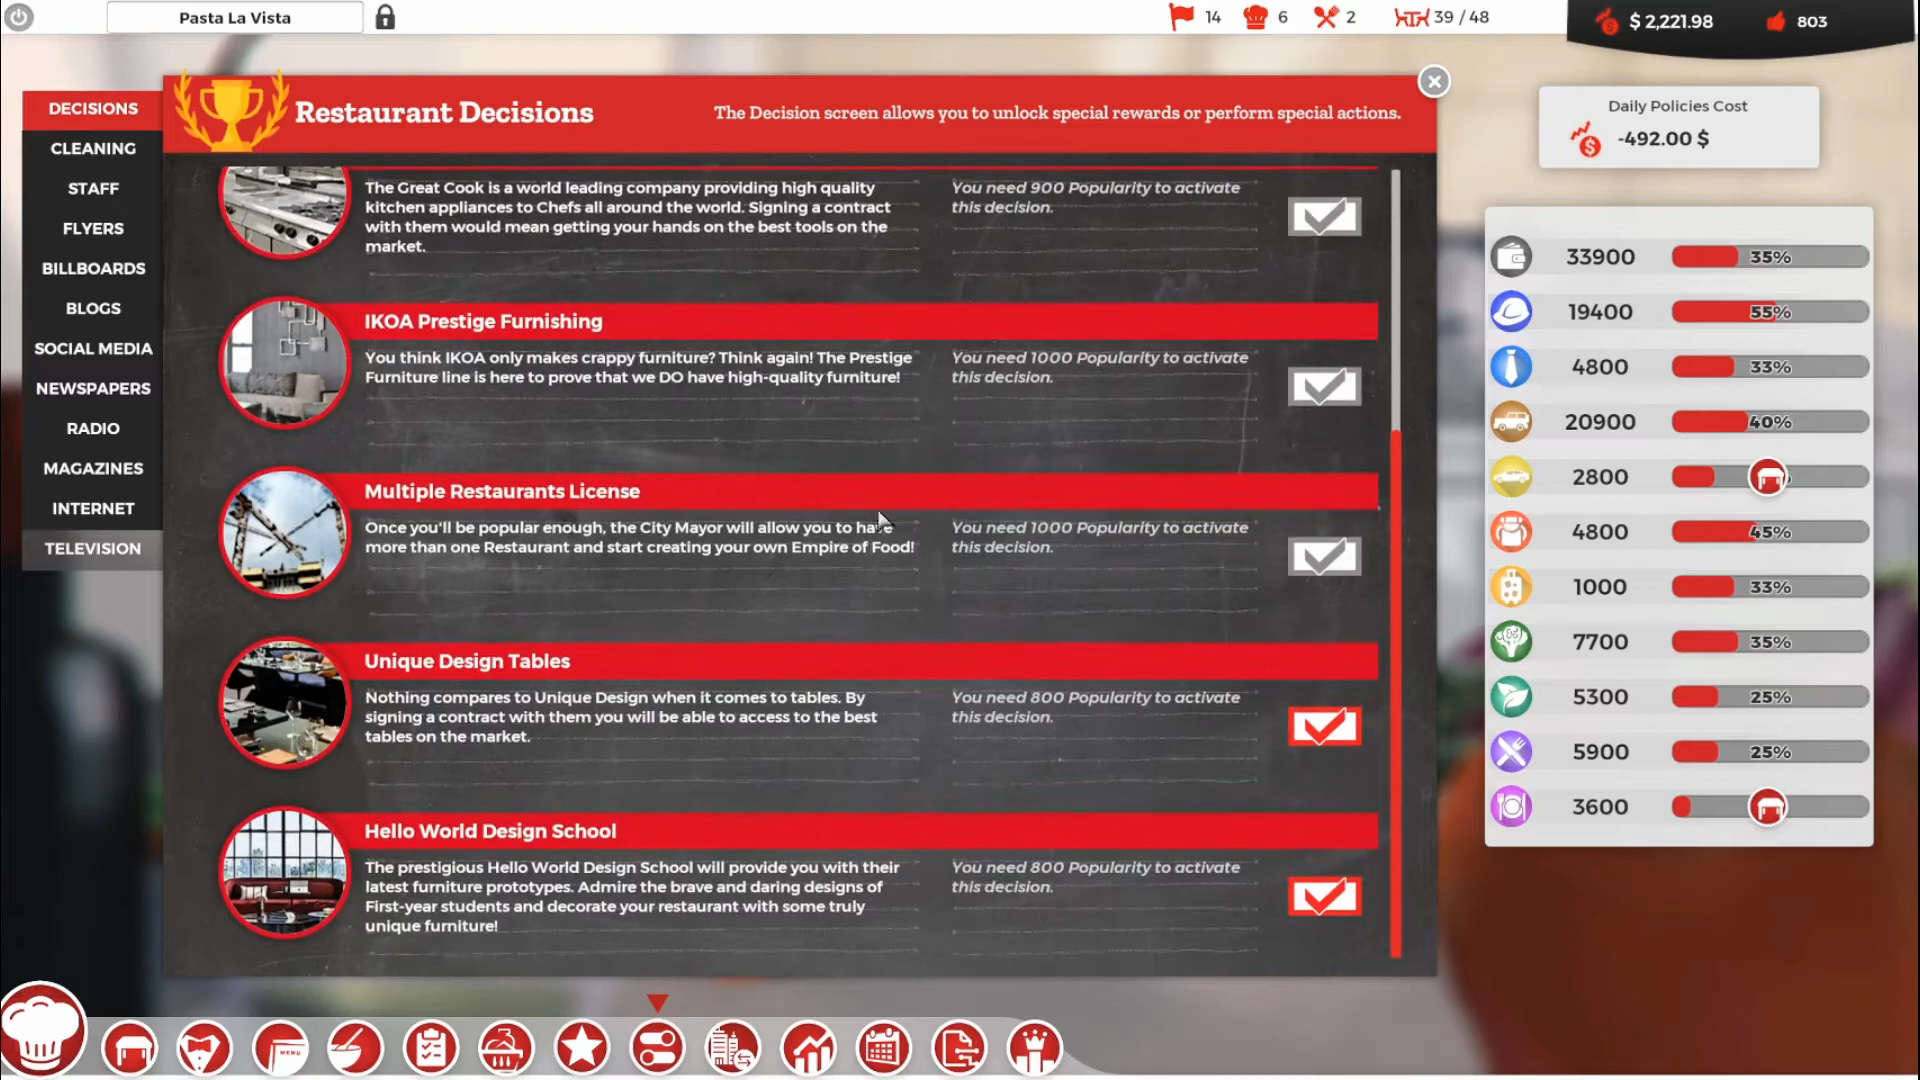 Pasta La Vista
14
6
2
39 / 48
$ 2,221.98
803
DECISIONS
CLEANING
STAFF
FLYERS
BILLBOARDS
BLOGS
SOCIAL MEDIA
NEWSPAPERS
RADIO
MAGAZINES
INTERNET
TELEVISION
Restaurant Decisions
The Decision screen allows you to unlock special rewards or perform special actions.
The Great Cook is a world leading company providing high quality
kitchen appliances to Chefs all around the world. Signing a contract
with them would mean getting your hands on the best tools on the
market.
You need 900 Popularity to activate
this decision.
IKOA Prestige Furnishing
You think IKOA only makes crappy furniture? Think again! The Prestige
Furniture line is here to prove that we DO have high-quality furniture!
You need 1000 Popularity to activate
this decision.
Multiple Restaurants License
Once you'll be popular enough, the City Mayor will allow you to have
more than one Restaurant and start creating your own Empire of Food!
You need 1000 Popularity to activate
this decision.
Unique Design Tables
Nothing compares to Unique Design when it comes to tables. By
signing a contract with them you will be able to access to the best
tables on the market.
You need 800 Popularity to activate
this decision.
Hello World Design School
The prestigious Hello World Design School will provide you with their
latest furniture prototypes. Admire the brave and daring designs of
First-year students and decorate your restaurant with some truly
unique furniture!
You need 800 Popularity to activate
this decision.
Daily Policies Cost
-492.00 $
33900 35%
19400 55%
4800 33%
20900 40%
2800
4800 45%
1000 33%
7700 35%
5300 25%
5900 25%
3600
MENU